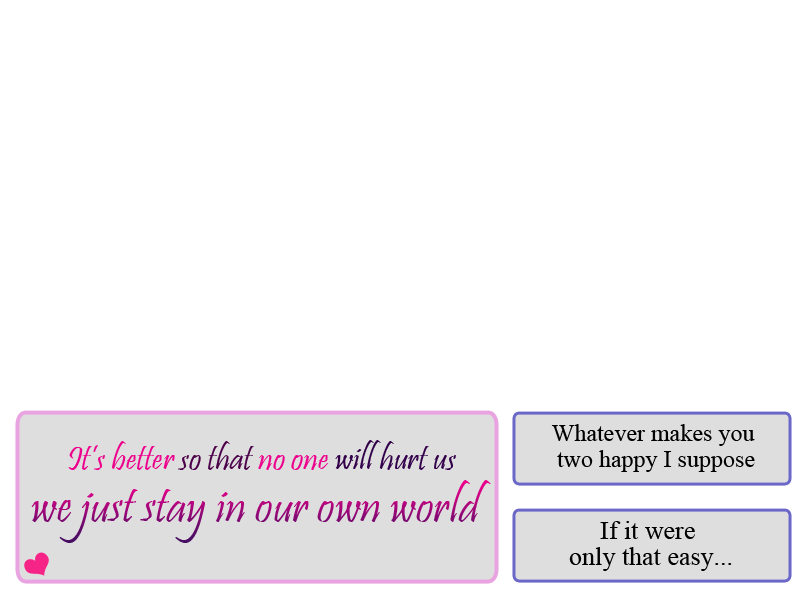 It's better so that no one will hurt us
we just stay in our own world
Whatever makes you
two happy I suppose
If it were
only that easy...